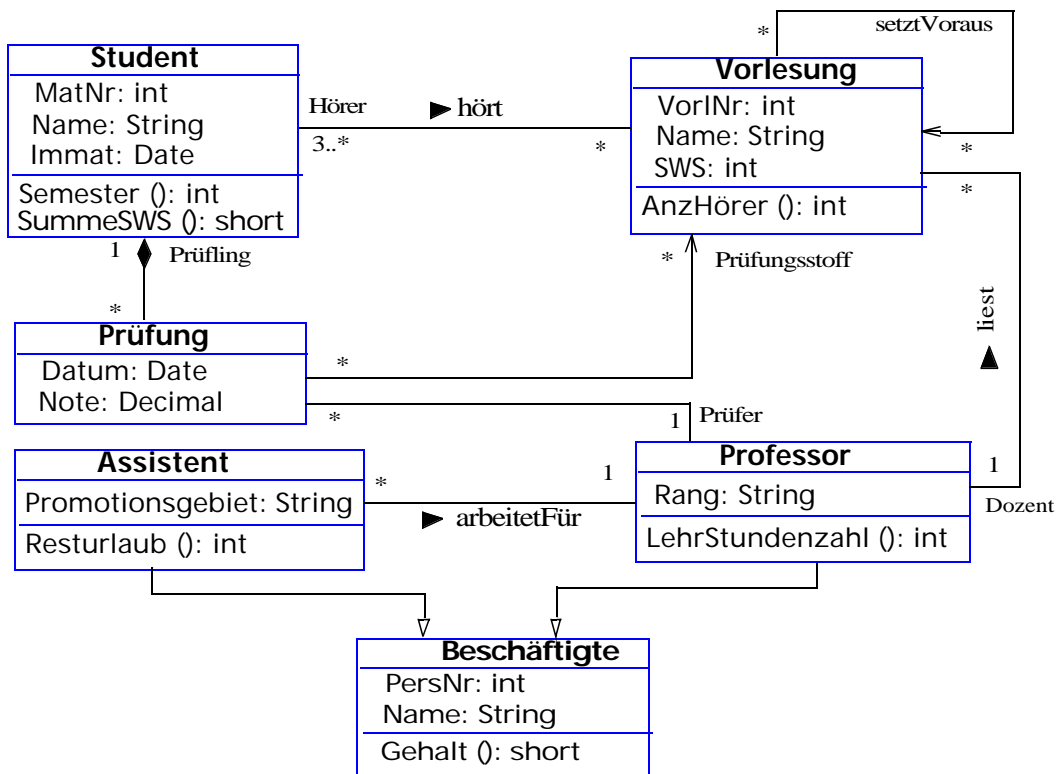 setztVoraus
*
Student
MatNr: int
Name: String
Immat: Date
Semester (): int
SummeSWS (): short
Hörer
▶ hört
3..*
*
Vorlesung
VorlNr: int
Name: String
SWS: int
AnzHörer (): int
*
*
1
Prüfling
*
*
Prüfungsstoff
▶ liest
Prüfung
Datum: Date
Note: Decimal
*
*
1
Prüfer
Assistent
Promotionsgebiet: String
Resturlaub (): int
*
1
▶ arbeitetFür
Professor
Rang: String
LehrStundenzahl (): int
1
Dozent
Beschäftigte
PersNr: int
Name: String
Gehalt (): short